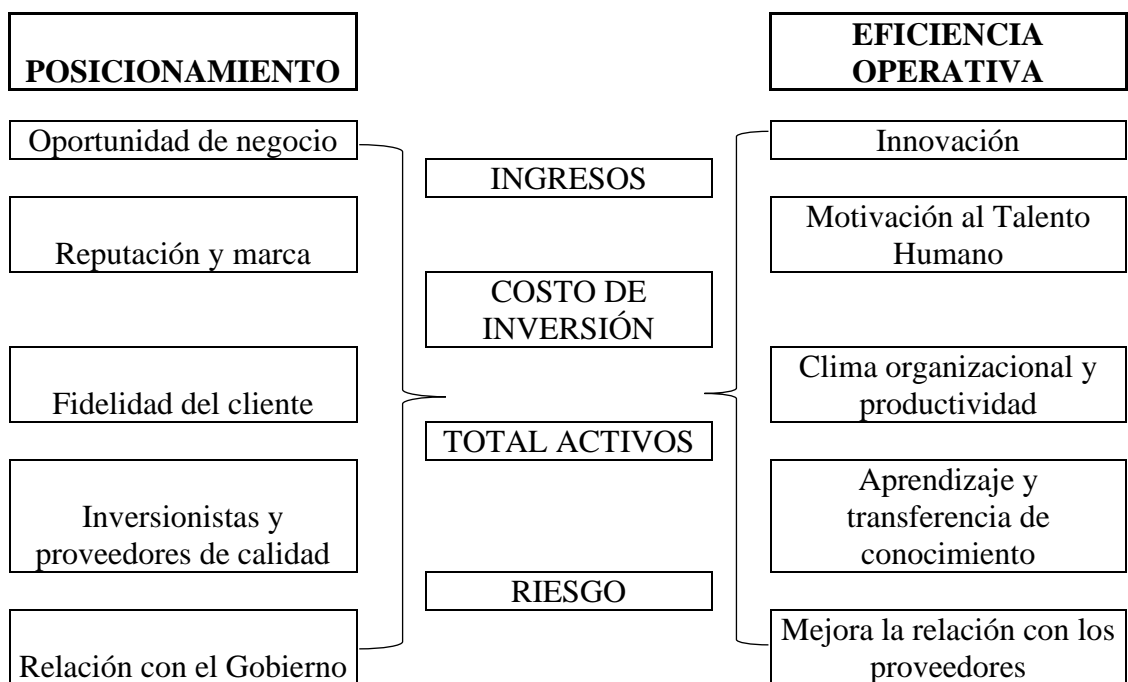 POSICIONAMIENTO
Oportunidad de negocio
Reputación y marca
Fidelidad del cliente
Inversionistas y
proveedores de calidad
Relación con el Gobierno
INGRESOS
COSTO DE
INVERSIÓN
TOTAL ACTIVOS
RIESGO
EFICIENCIA
OPERATIVA
Innovación
Motivación al Talento
Humano
Clima organizacional y
productividad
Aprendizaje y
transferencia de
conocimiento
Mejora la relación con los
proveedores